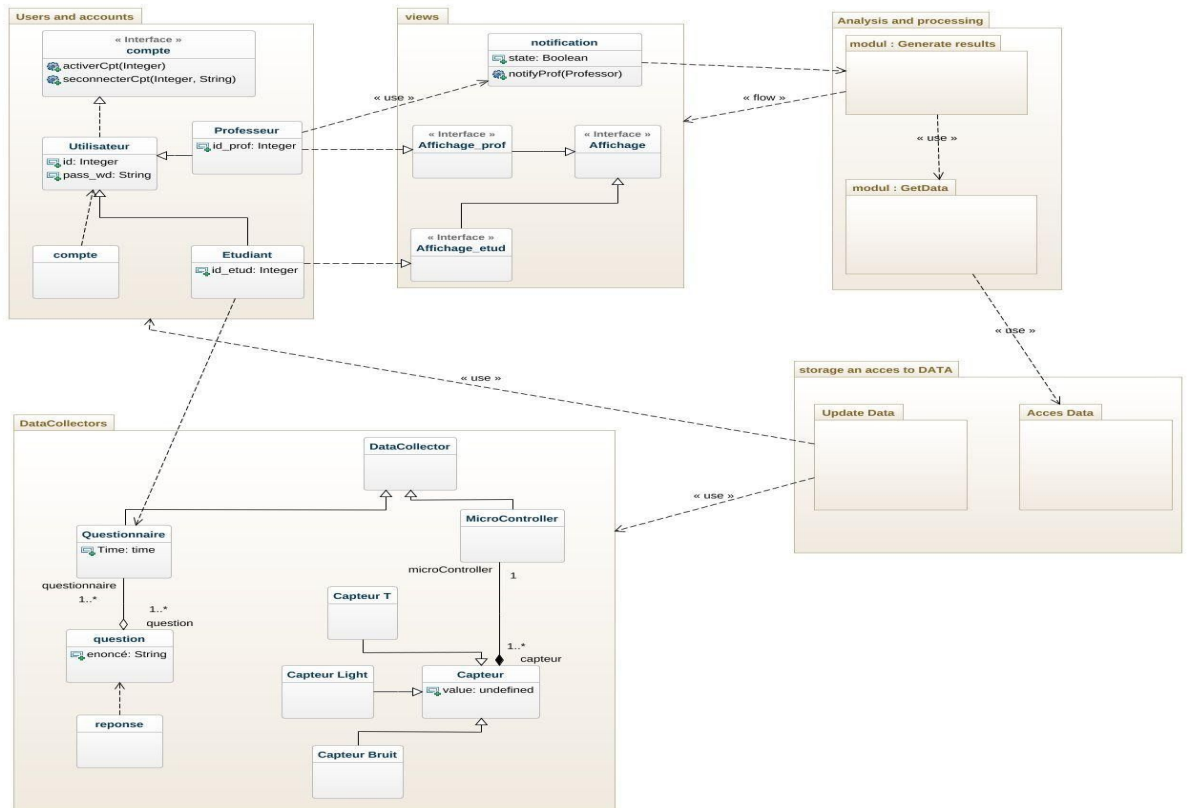 Users and accounts
« Interface »
compte
activerCpt(Integer)
seconnecterCpt(Integer, String)
Utilisateur
id: Integer
pass_wd: String
Professeur
id_prof: Integer
compte
Etudiant
id_etud: Integer
« use »
views
notification
state: Boolean
notifyProf(Professor)
« Interface »
Affichage_prof
« Interface »
Affichage
« Interface »
Affichage_etud
« flow »
Analysis and processing
modul : Generate results
« use »
modul : GetData
« use »
« use »
storage an acces to DATA
Update Data
Acces Data
« use »
DataCollectors
DataCollector
Questionnaire
Time: time
MicroController
questionnaire
1..*
1..*
question
question
enoncé: String
reponse
microController
1
1..*
capteur
Capteur T
Capteur Light
Capteur
value: undefined
Capteur Bruit